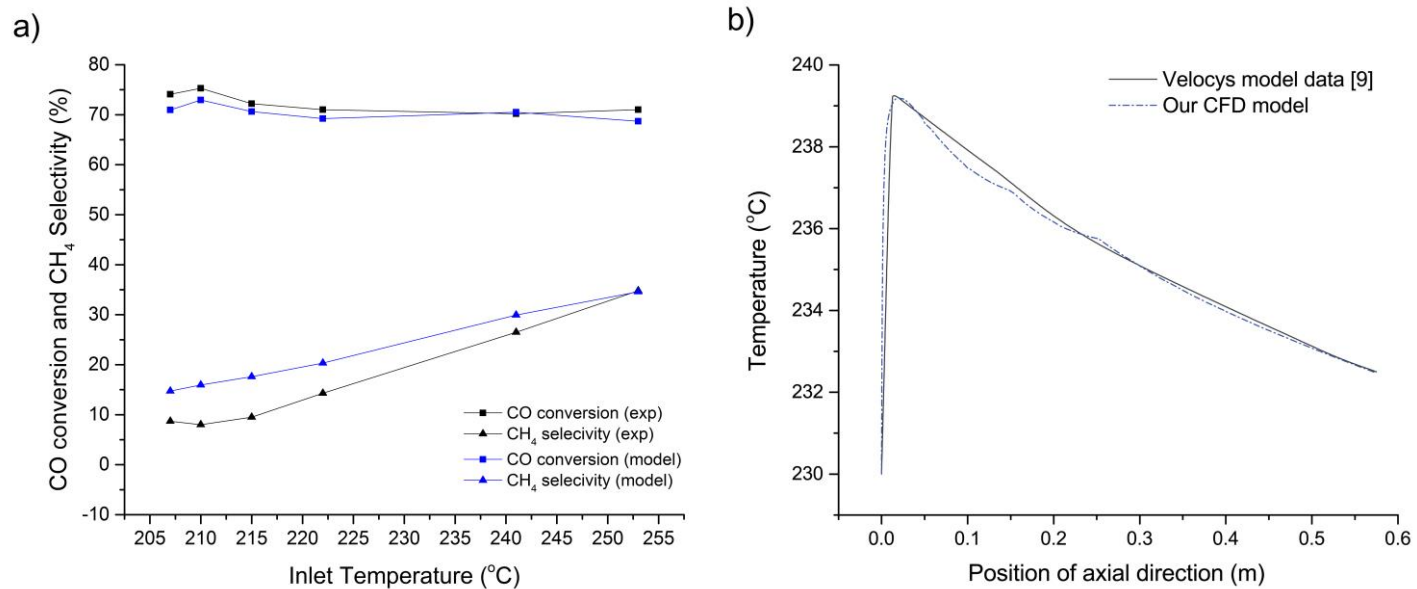 a)
CO conversion and CH4 Selectivity (%)
80
70
60
50
40
30
20
10
0
-10
205 210 215 220 225 230 235 240 245 250 255
Inlet Temperature (°C)
CO conversion (exp)
CH4 selecivity (exp)
CO conversion (model)
CH4 selecivity (model)
b)
Temperature (°C)
240
238
236
234
232
230
0.0 0.1 0.2 0.3 0.4 0.5 0.6
Position of axial direction (m)
Velocys model data [9]
Our CFD model